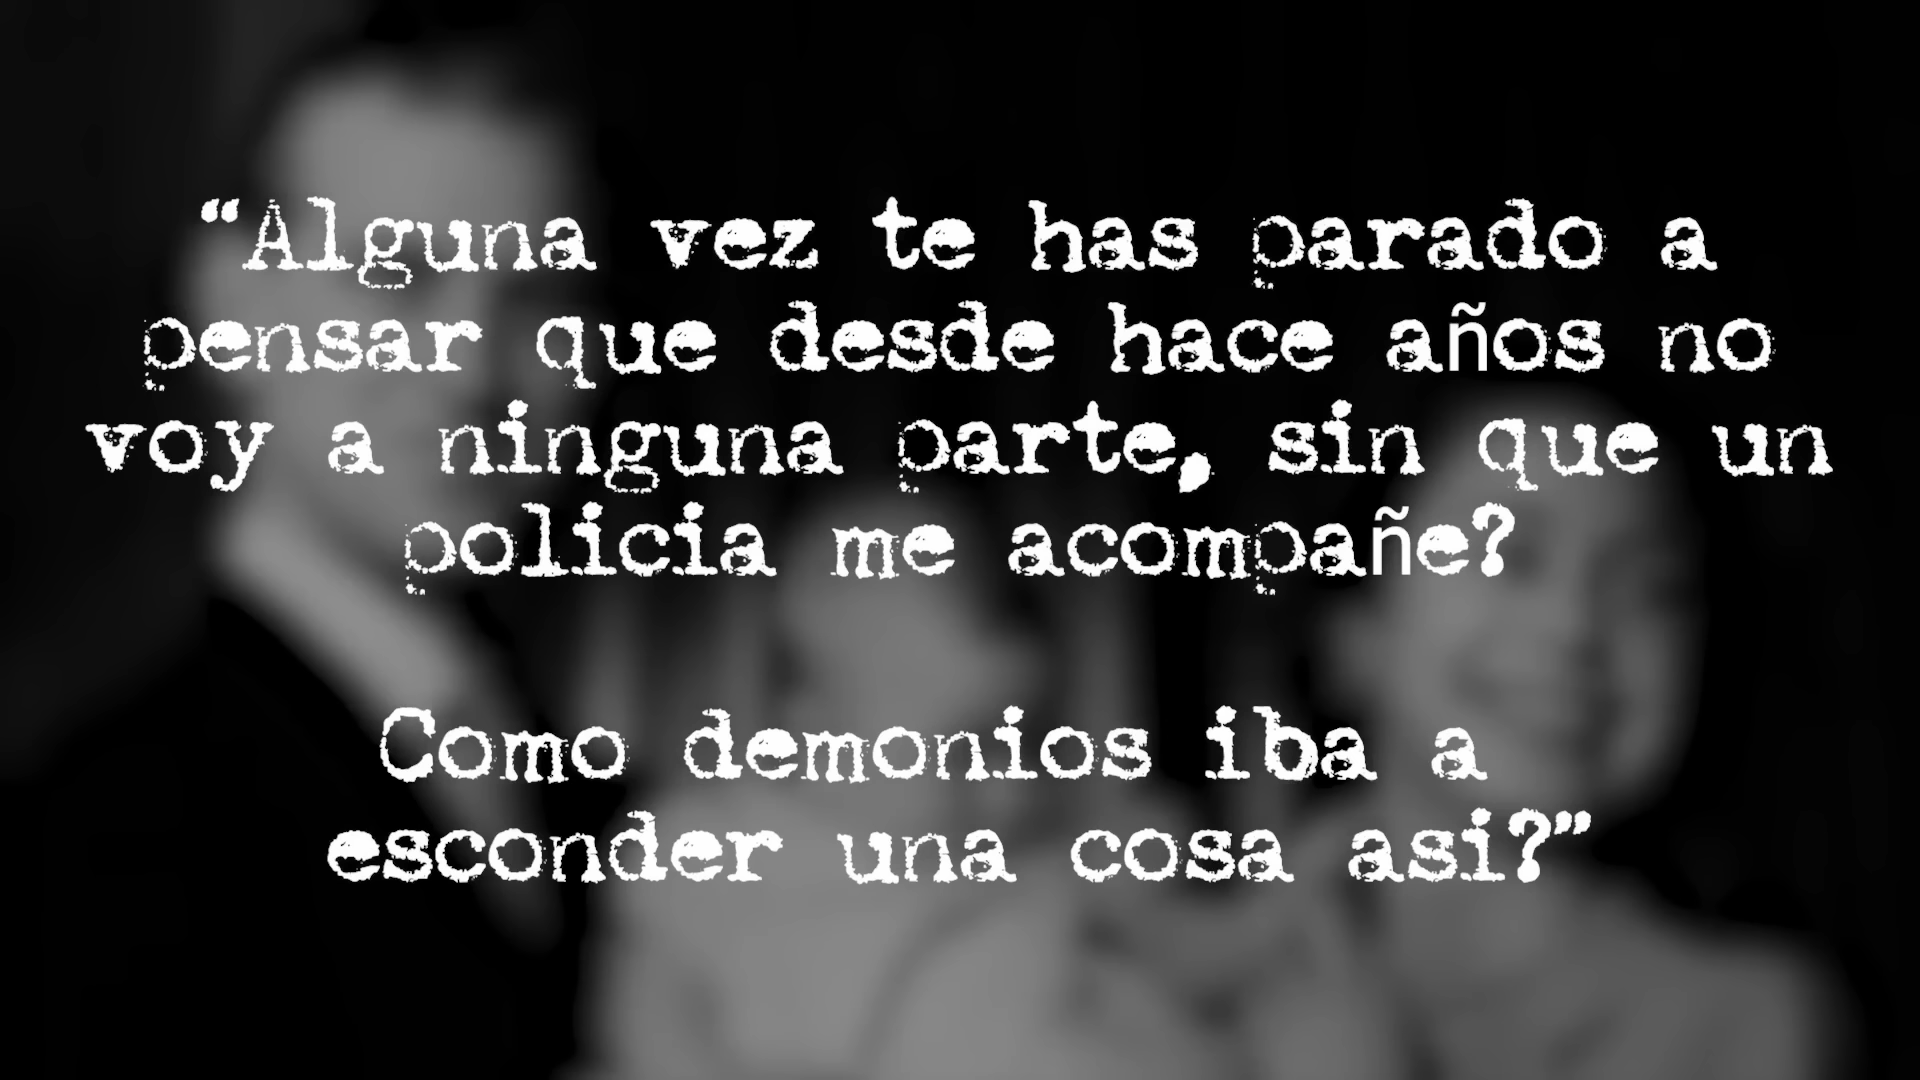 “Alguna vez te has parado a
pensar que desde hace años no
voy a ninguna parte, sin que un
policia me acompañe?
Como demonios iba a
esconder una cosa asi?”